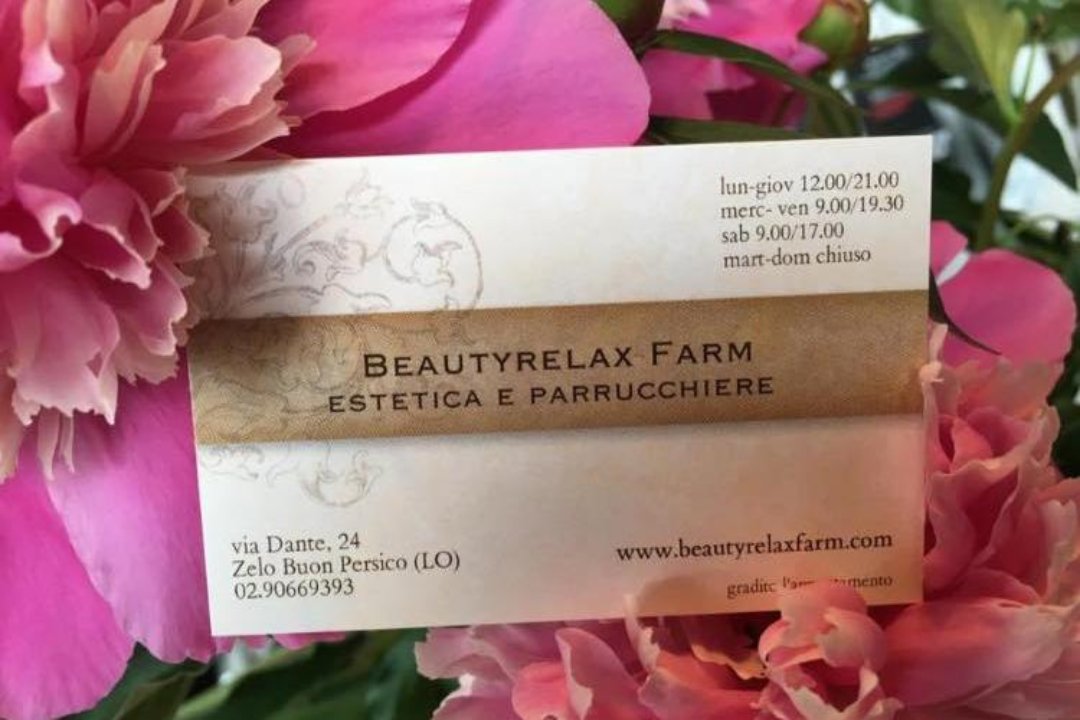 lun-giov 12.00/21.00
merc- ven 9.00/19.30
sab 9.00/17.00
mart-dom chiuso
BEAUTYRELAX FARM
ESTETICA E PARRUCCHIERE
via Dante, 24
Zelo Buon Persico (LO)
02.90669393
www.beautyrelaxfarm.com
gradito